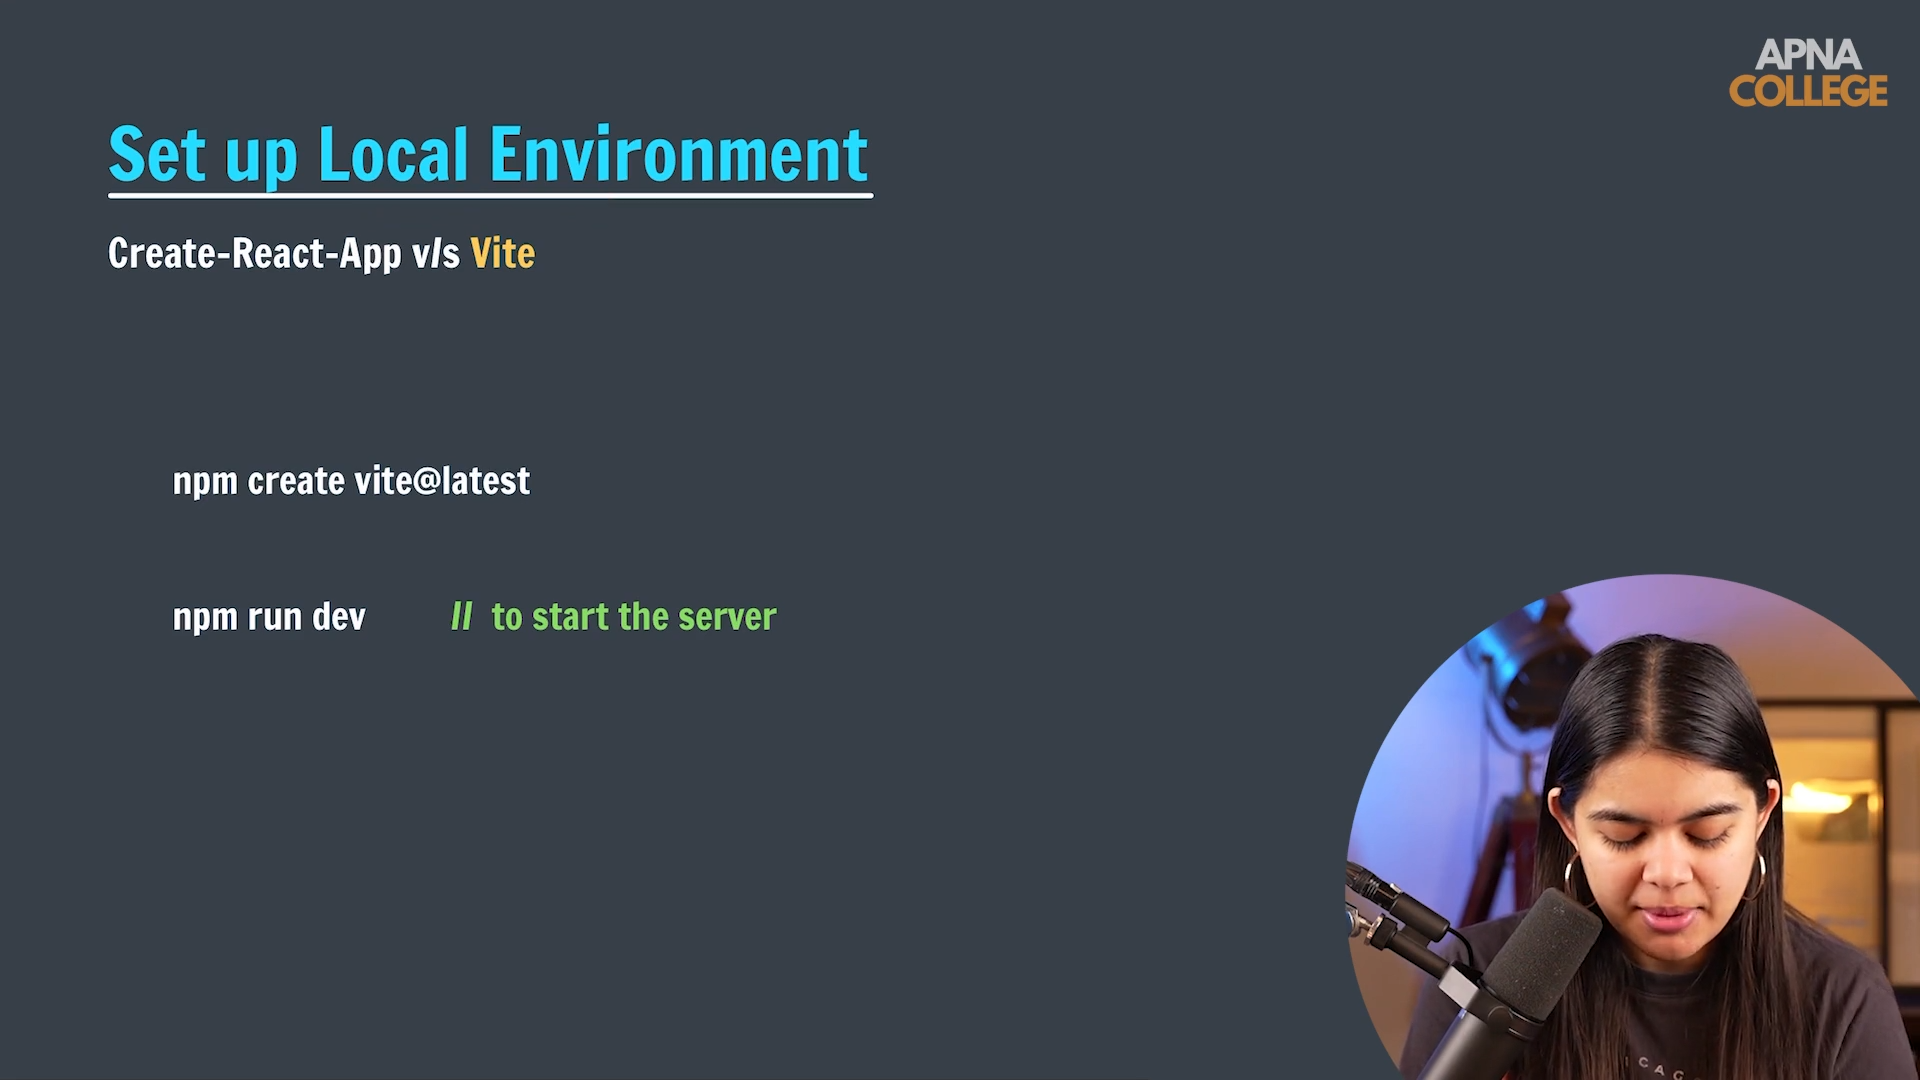 APNA
COLLEGE
Set up Local Environment
Create-React-App v/s Vite
npm create vite@latest
npm run dev // to start the server